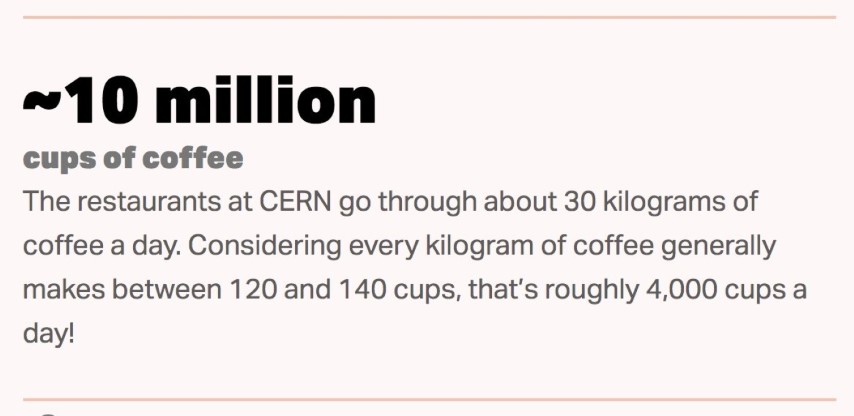 ~10 million
cups of coffee
The restaurants at CERN go through about 30 kilograms of
coffee a day. Considering every kilogram of coffee generally
makes between 120 and 140 cups, that’s roughly 4,000 cups a
day!